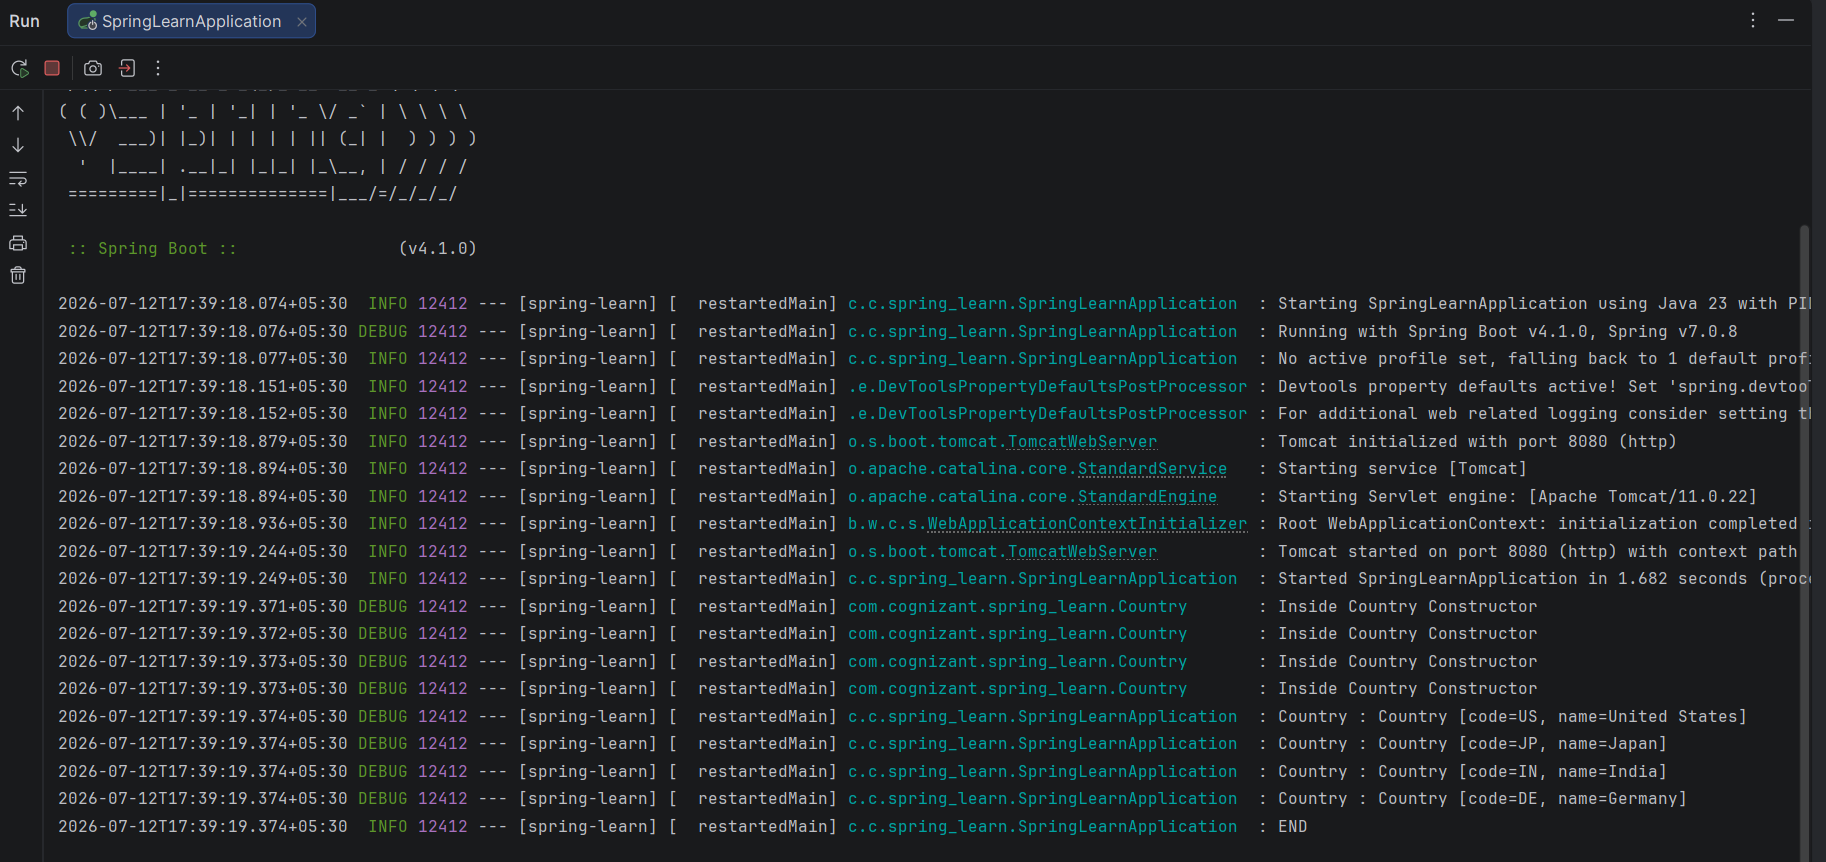 Run SpringLearnApplication
( ( )\___ | '_ | '_| | '_ \/ _` | \ \ \ \
 \\/  ___)| |_)| | | | | || (_| |  ) ) ) )
  '  |____| .__|_| |_|_| |_\__, | / / / /
 =========|_|==============|___/=/_/_/_/
:: Spring Boot ::                (v4.1.0)
2026-07-12T17:39:18.074+05:30  INFO 12412 --- [spring-learn] [  restartedMain] c.c.spring_learn.SpringLearnApplication  : Starting SpringLearnApplication using Java 23 with PI
2026-07-12T17:39:18.076+05:30 DEBUG 12412 --- [spring-learn] [  restartedMain] c.c.spring_learn.SpringLearnApplication  : Running with Spring Boot v4.1.0, Spring v7.0.8
2026-07-12T17:39:18.077+05:30  INFO 12412 --- [spring-learn] [  restartedMain] c.c.spring_learn.SpringLearnApplication  : No active profile set, falling back to 1 default prof
2026-07-12T17:39:18.151+05:30  INFO 12412 --- [spring-learn] [  restartedMain] .e.DevToolsPropertyDefaultsPostProcessor : Devtools property defaults active! Set 'spring.devtool
2026-07-12T17:39:18.152+05:30  INFO 12412 --- [spring-learn] [  restartedMain] .e.DevToolsPropertyDefaultsPostProcessor : For additional web related logging consider setting t
2026-07-12T17:39:18.879+05:30  INFO 12412 --- [spring-learn] [  restartedMain] o.s.boot.tomcat.TomcatWebServer          : Tomcat initialized with port 8080 (http)
2026-07-12T17:39:18.894+05:30  INFO 12412 --- [spring-learn] [  restartedMain] o.apache.catalina.core.StandardService   : Starting service [Tomcat]
2026-07-12T17:39:18.894+05:30  INFO 12412 --- [spring-learn] [  restartedMain] o.apache.catalina.core.StandardEngine    : Starting Servlet engine: [Apache Tomcat/11.0.22]
2026-07-12T17:39:18.936+05:30  INFO 12412 --- [spring-learn] [  restartedMain] b.w.c.s.WebApplicationContextInitializer : Root WebApplicationContext: initialization completed
2026-07-12T17:39:19.244+05:30  INFO 12412 --- [spring-learn] [  restartedMain] o.s.boot.tomcat.TomcatWebServer          : Tomcat started on port 8080 (http) with context path
2026-07-12T17:39:19.249+05:30  INFO 12412 --- [spring-learn] [  restartedMain] c.c.spring_learn.SpringLearnApplication  : Started SpringLearnApplication in 1.682 seconds (proc
2026-07-12T17:39:19.371+05:30 DEBUG 12412 --- [spring-learn] [  restartedMain] com.cognizant.spring_learn.Country       : Inside Country Constructor
2026-07-12T17:39:19.372+05:30 DEBUG 12412 --- [spring-learn] [  restartedMain] com.cognizant.spring_learn.Country       : Inside Country Constructor
2026-07-12T17:39:19.373+05:30 DEBUG 12412 --- [spring-learn] [  restartedMain] com.cognizant.spring_learn.Country       : Inside Country Constructor
2026-07-12T17:39:19.373+05:30 DEBUG 12412 --- [spring-learn] [  restartedMain] com.cognizant.spring_learn.Country       : Inside Country Constructor
2026-07-12T17:39:19.374+05:30 DEBUG 12412 --- [spring-learn] [  restartedMain] c.c.spring_learn.SpringLearnApplication  : Country : Country [code=US, name=United States]
2026-07-12T17:39:19.374+05:30 DEBUG 12412 --- [spring-learn] [  restartedMain] c.c.spring_learn.SpringLearnApplication  : Country : Country [code=JP, name=Japan]
2026-07-12T17:39:19.374+05:30 DEBUG 12412 --- [spring-learn] [  restartedMain] c.c.spring_learn.SpringLearnApplication  : Country : Country [code=IN, name=India]
2026-07-12T17:39:19.374+05:30 DEBUG 12412 --- [spring-learn] [  restartedMain] c.c.spring_learn.SpringLearnApplication  : Country : Country [code=DE, name=Germany]
2026-07-12T17:39:19.374+05:30  INFO 12412 --- [spring-learn] [  restartedMain] c.c.spring_learn.SpringLearnApplication  : END